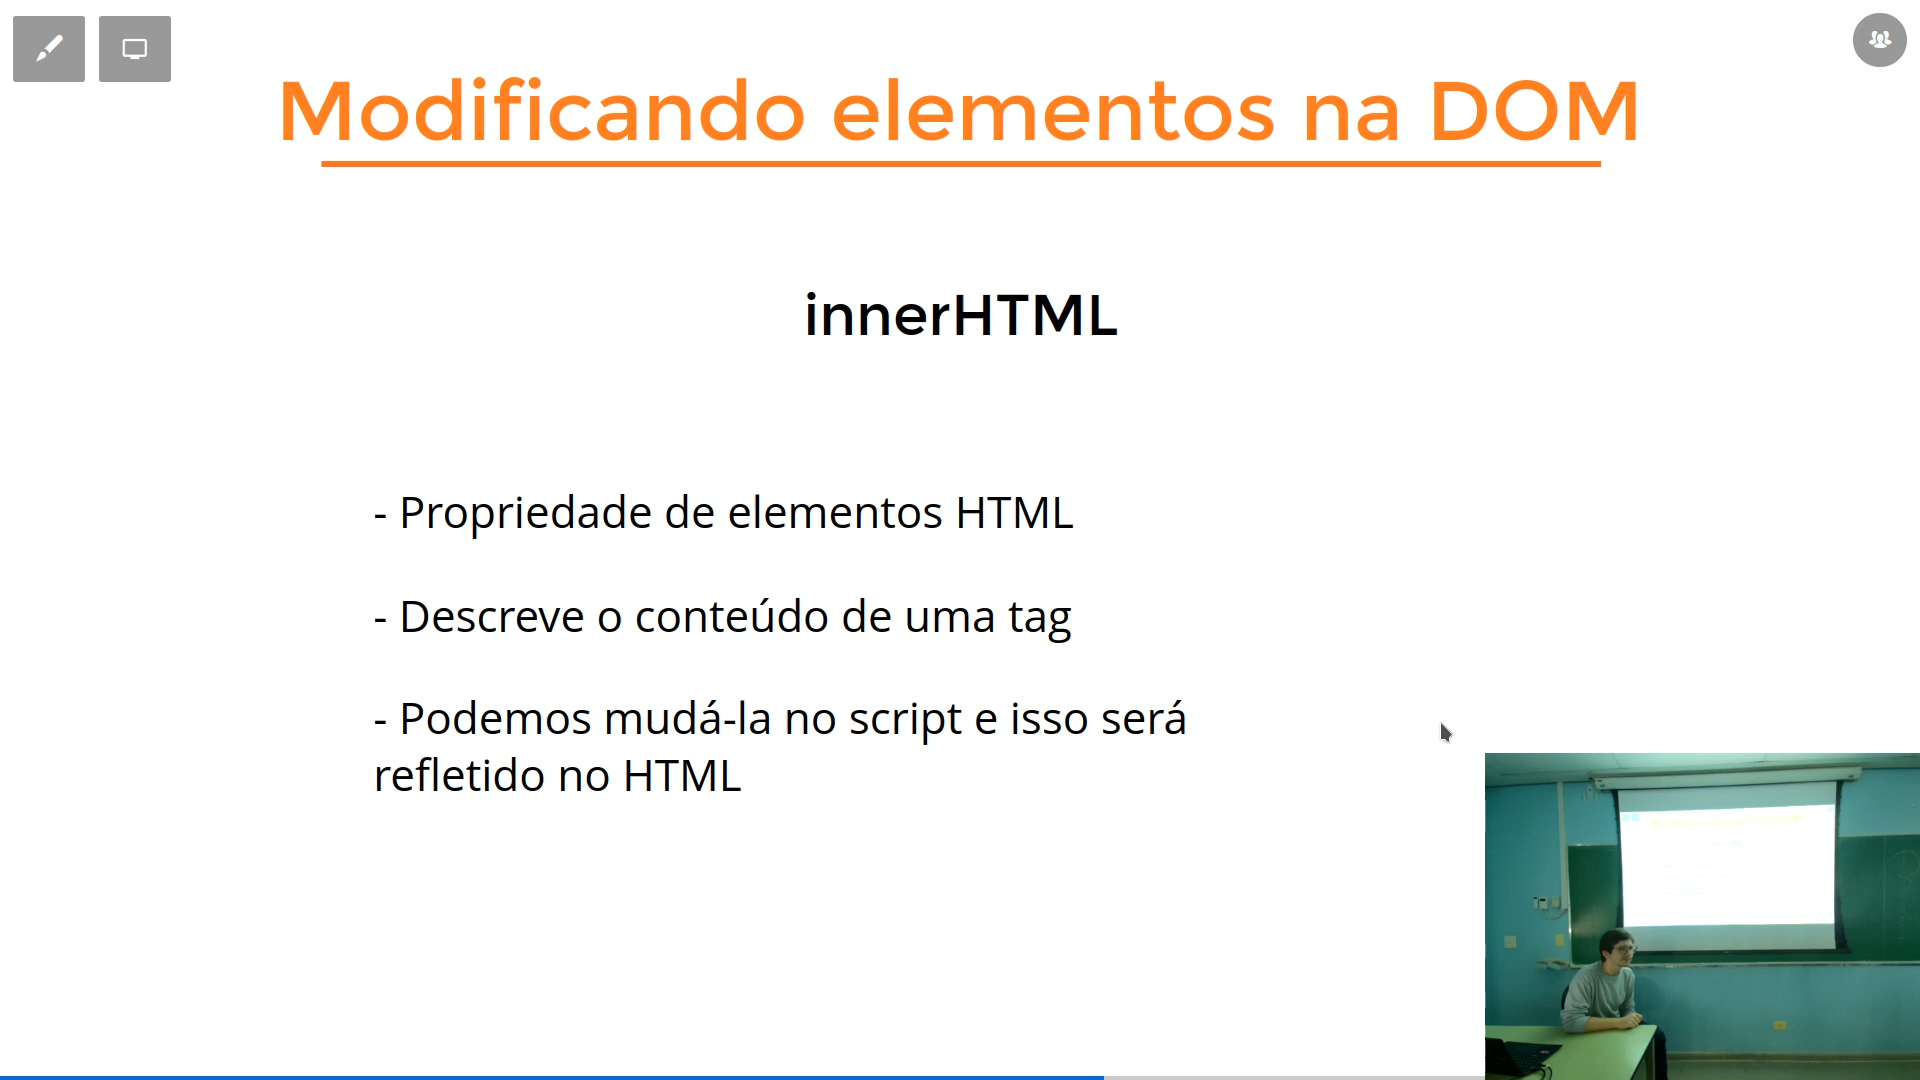 Modificando elementos na DOM
innerHTML
- Propriedade de elementos HTML
- Descreve o conteúdo de uma tag
- Podemos mudá-la no script e isso será
refletido no HTML